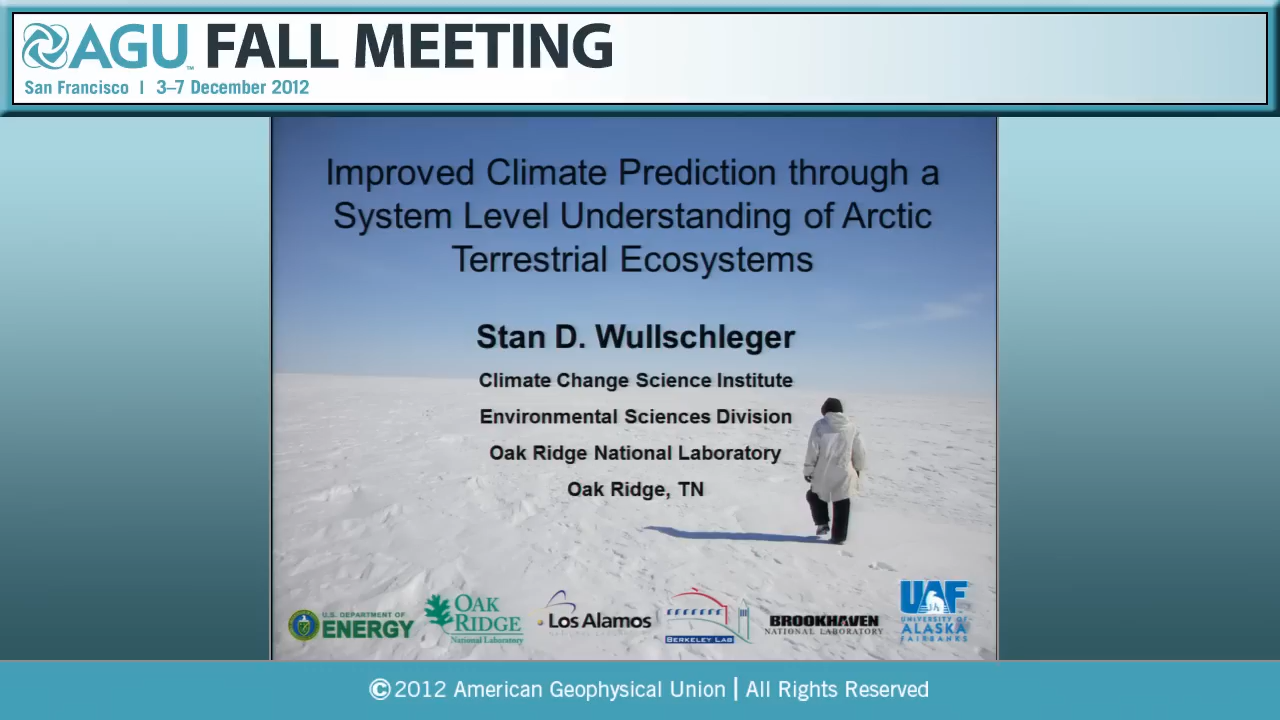 AGU™ FALL MEETING
San Francisco | 3–7 December 2012
Improved Climate Prediction through a
System Level Understanding of Arctic
Terrestrial Ecosystems
Stan D. Wullschleger
Climate Change Science Institute
Environmental Sciences Division
Oak Ridge National Laboratory
Oak Ridge, TN
U.S. DEPARTMENT OF
ENERGY
OAK
RIDGE
National Laboratory
Los Alamos
NATIONAL LABORATORY
BERKELEY LAB
BROOKHAVEN
NATIONAL LABORATORY
UAF
UNIVERSITY OF
ALASKA
FAIRBANKS
©2012 American Geophysical Union | All Rights Reserved